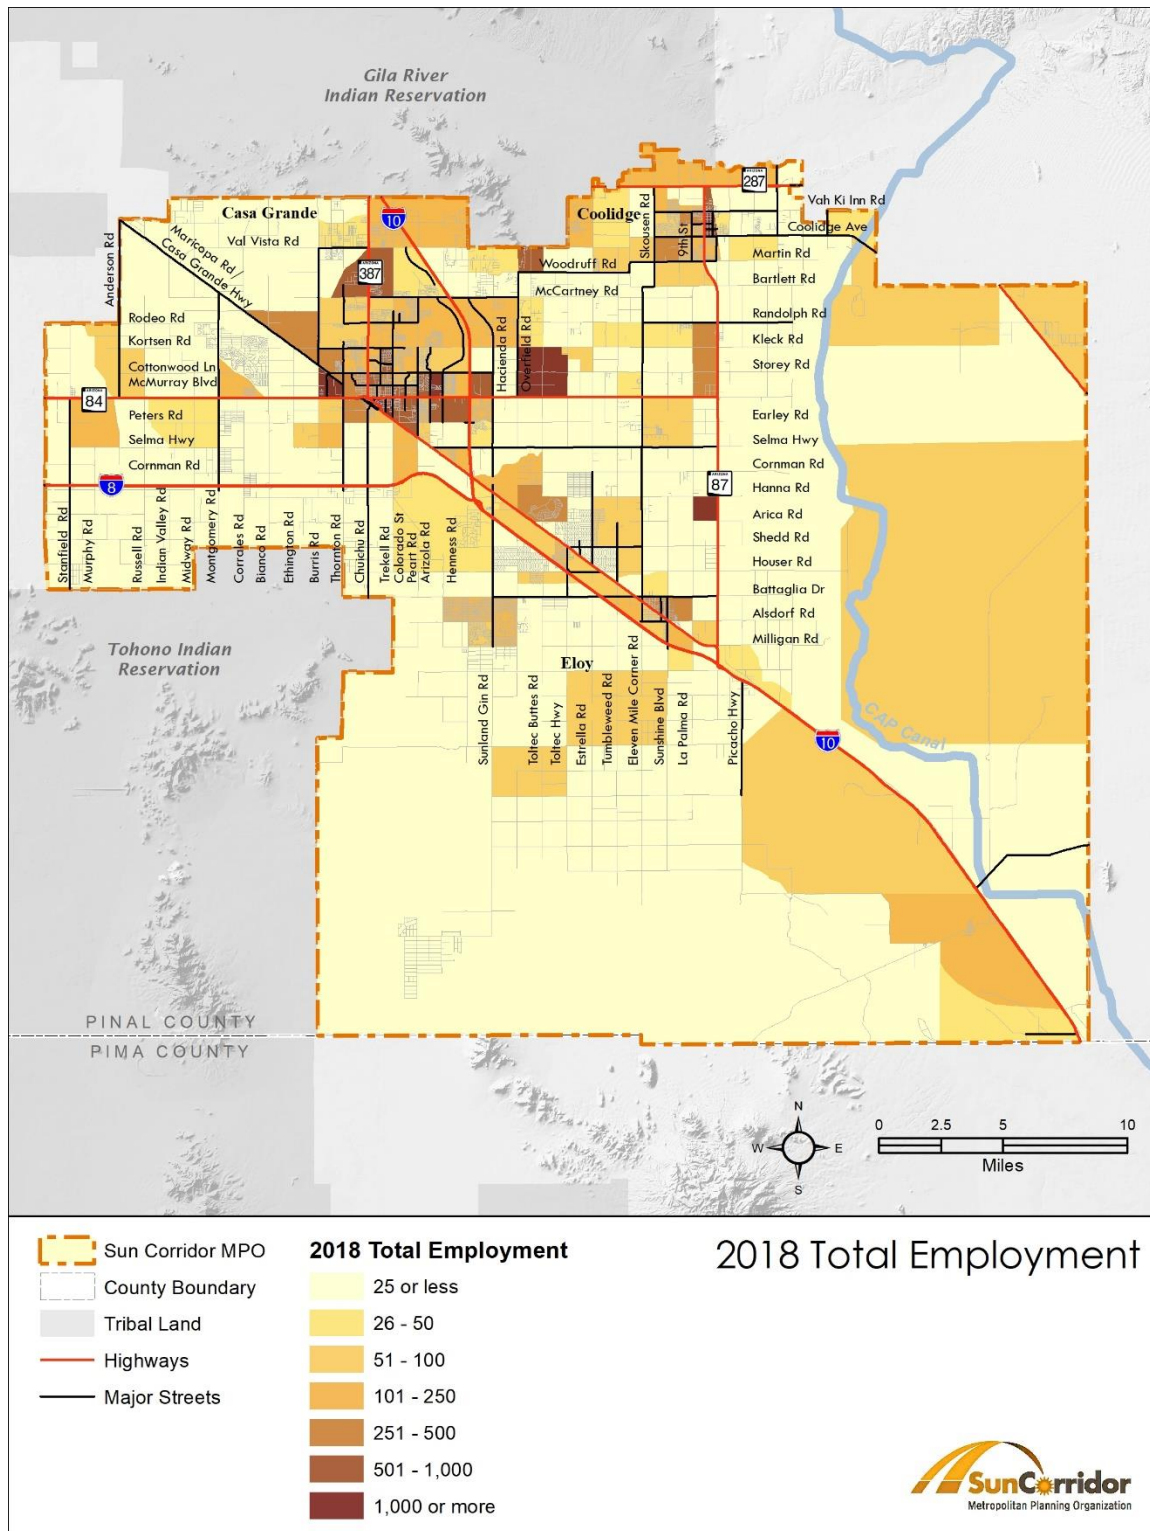 Gila River
Indian Reservation
ARIZONA
287
Vah Ki Inn Rd
Casa Grande
10
Coolidge
Skousen Rd
9th St
Coolidge Ave
Anderson Rd
Maricopa Rd/
Casa Grande Hwy
Val Vista Rd
ARIZONA
387
Woodruff Rd
Martin Rd
McCartney Rd
Bartlett Rd
Rodeo Rd
Randolph Rd
Kortsen Rd
Hacienda Rd
Overfield Rd
Kleck Rd
Cottonwood Ln
Storey Rd
McMurray Blvd
ARIZONA
84
Peters Rd
Earley Rd
Selma Hwy
Selma Hwy
Cornman Rd
Cornman Rd
8
ARIZONA
87
Hanna Rd
Arica Rd
Shedd Rd
Houser Rd
Battaglia Dr
Alsdorf Rd
Milligan Rd
Stanfield Rd
Murphy Rd
Russell Rd
Indian Valley Rd
Midway Rd
Montgomery Rd
Corrales Rd
Bianco Rd
Ethington Rd
Burris Rd
Thornton Rd
Chuichu Rd
Trekell Rd
Colorado St
Peart Rd
Arizola Rd
Henness Rd
Tohono Indian
Reservation
Eloy
Sunland Gin Rd
Toltec Buttes Rd
Toltec Hwy
Estrella Rd
Tumbleweed Rd
Eleven Mile Corner Rd
Sunshine Blvd
La Palma Rd
Picacho Hwy
10
CAP Canal
PINAL COUNTY
PIMA COUNTY
N
W
E
S
0 2.5 5 10
Miles
2018 Total Employment
Sun Corridor MPO
County Boundary
Tribal Land
Highways
Major Streets
2018 Total Employment
25 or less
26 - 50
51 - 100
101 - 250
251 - 500
501 - 1,000
1,000 or more
SunCorridor
Metropolitan Planning Organization